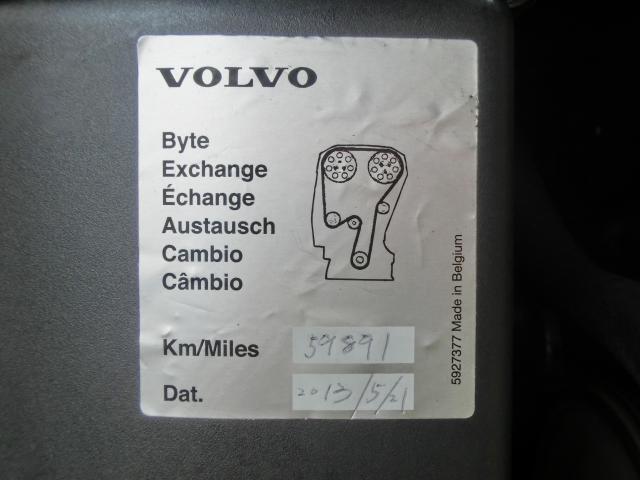 VOLVO
Byte
Exchange
Échange
Austausch
Cambio
Câmbio
Km/Miles 59891
Dat. 2013/5/21
5927377 Made in Belgium